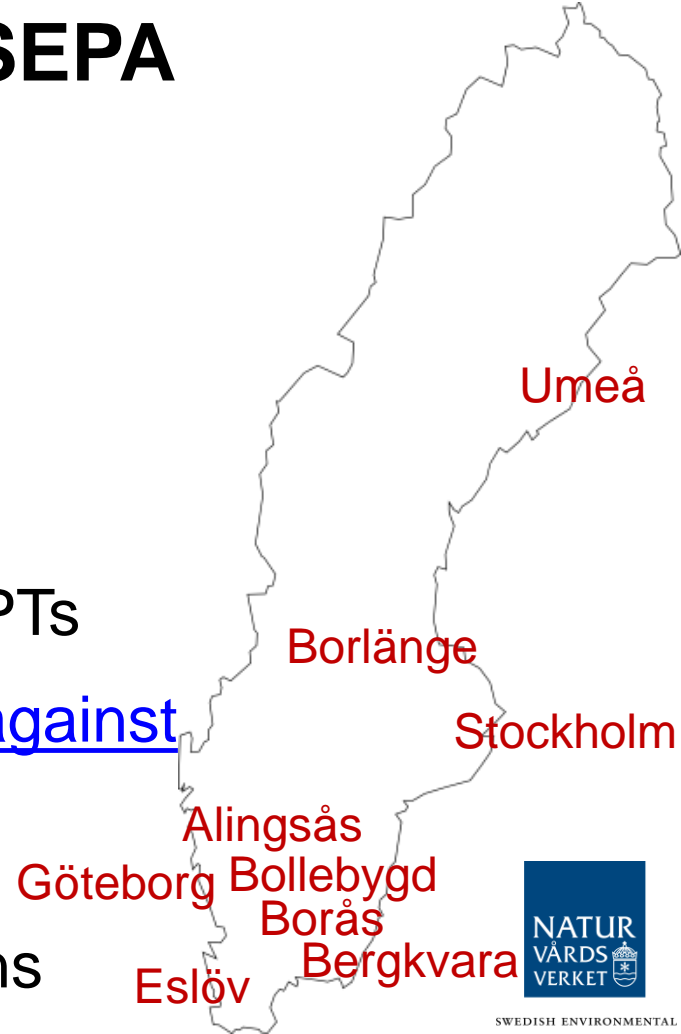 SEPA
Umeå
PTs
Borlänge
against
Stockholm
Alingsås
Göteborg Bollebygd
Borås
ns
Bergkvara
Eslöv
NATUR
VÅRDS
VERKET
SWEDISH ENVIRONMENTAL